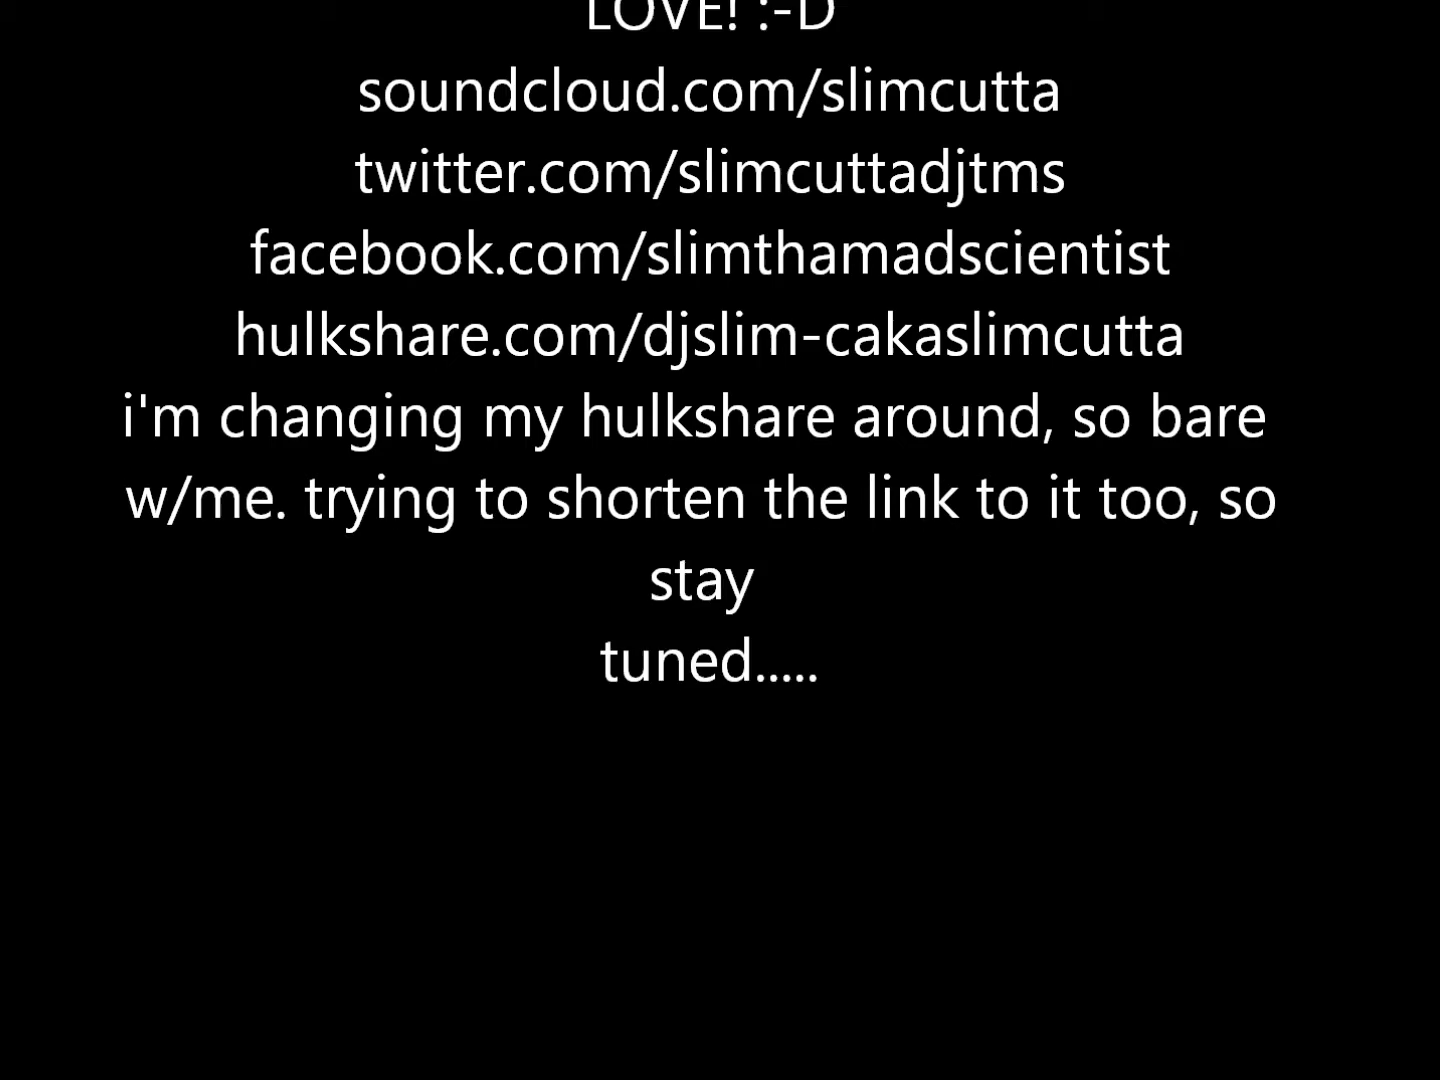 LOVE! :-D
soundcloud.com/slimcutta
twitter.com/slimcuttadjtms
facebook.com/slimthamadscientist
hulkshare.com/djslim-cakaslimcutta
i'm changing my hulkshare around, so bare
w/me. trying to shorten the link to it too, so
stay
tuned.....